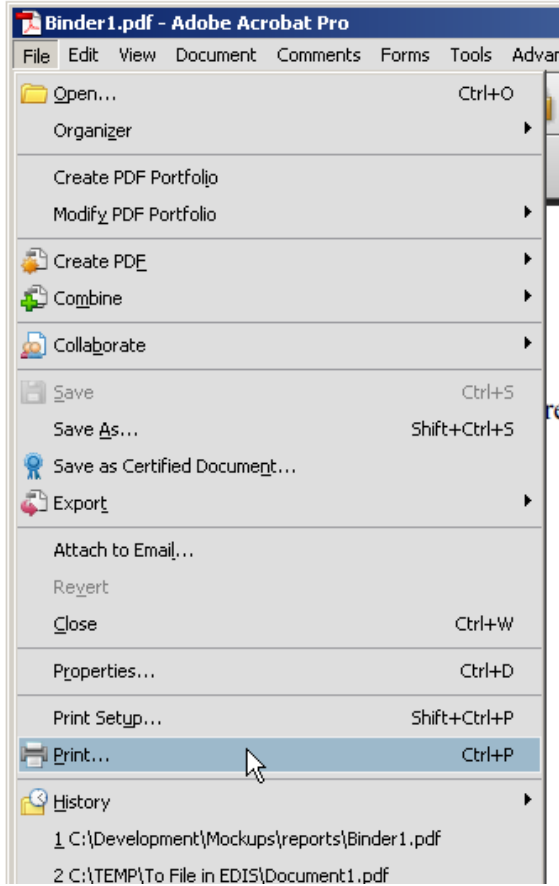 Binder1.pdf - Adobe Acrobat Pro
File Edit View Document Comments Forms Tools
Open... Ctrl+O
Organizer
Create PDF Portfolio
Modify PDF Portfolio
Create PDF
Combine
Collaborate
Save Ctrl+S
Save As... Shift+Ctrl+S
Save as Certified Document...
Export
Attach to Email...
Revert
Close Ctrl+W
Properties... Ctrl+D
Print Setup... Shift+Ctrl+P
Print... Ctrl+P
History
1 C:\Development\Mockups\reports\Binder1.pdf
2 C:\TEMP\To File in EDIS\Document1.pdf